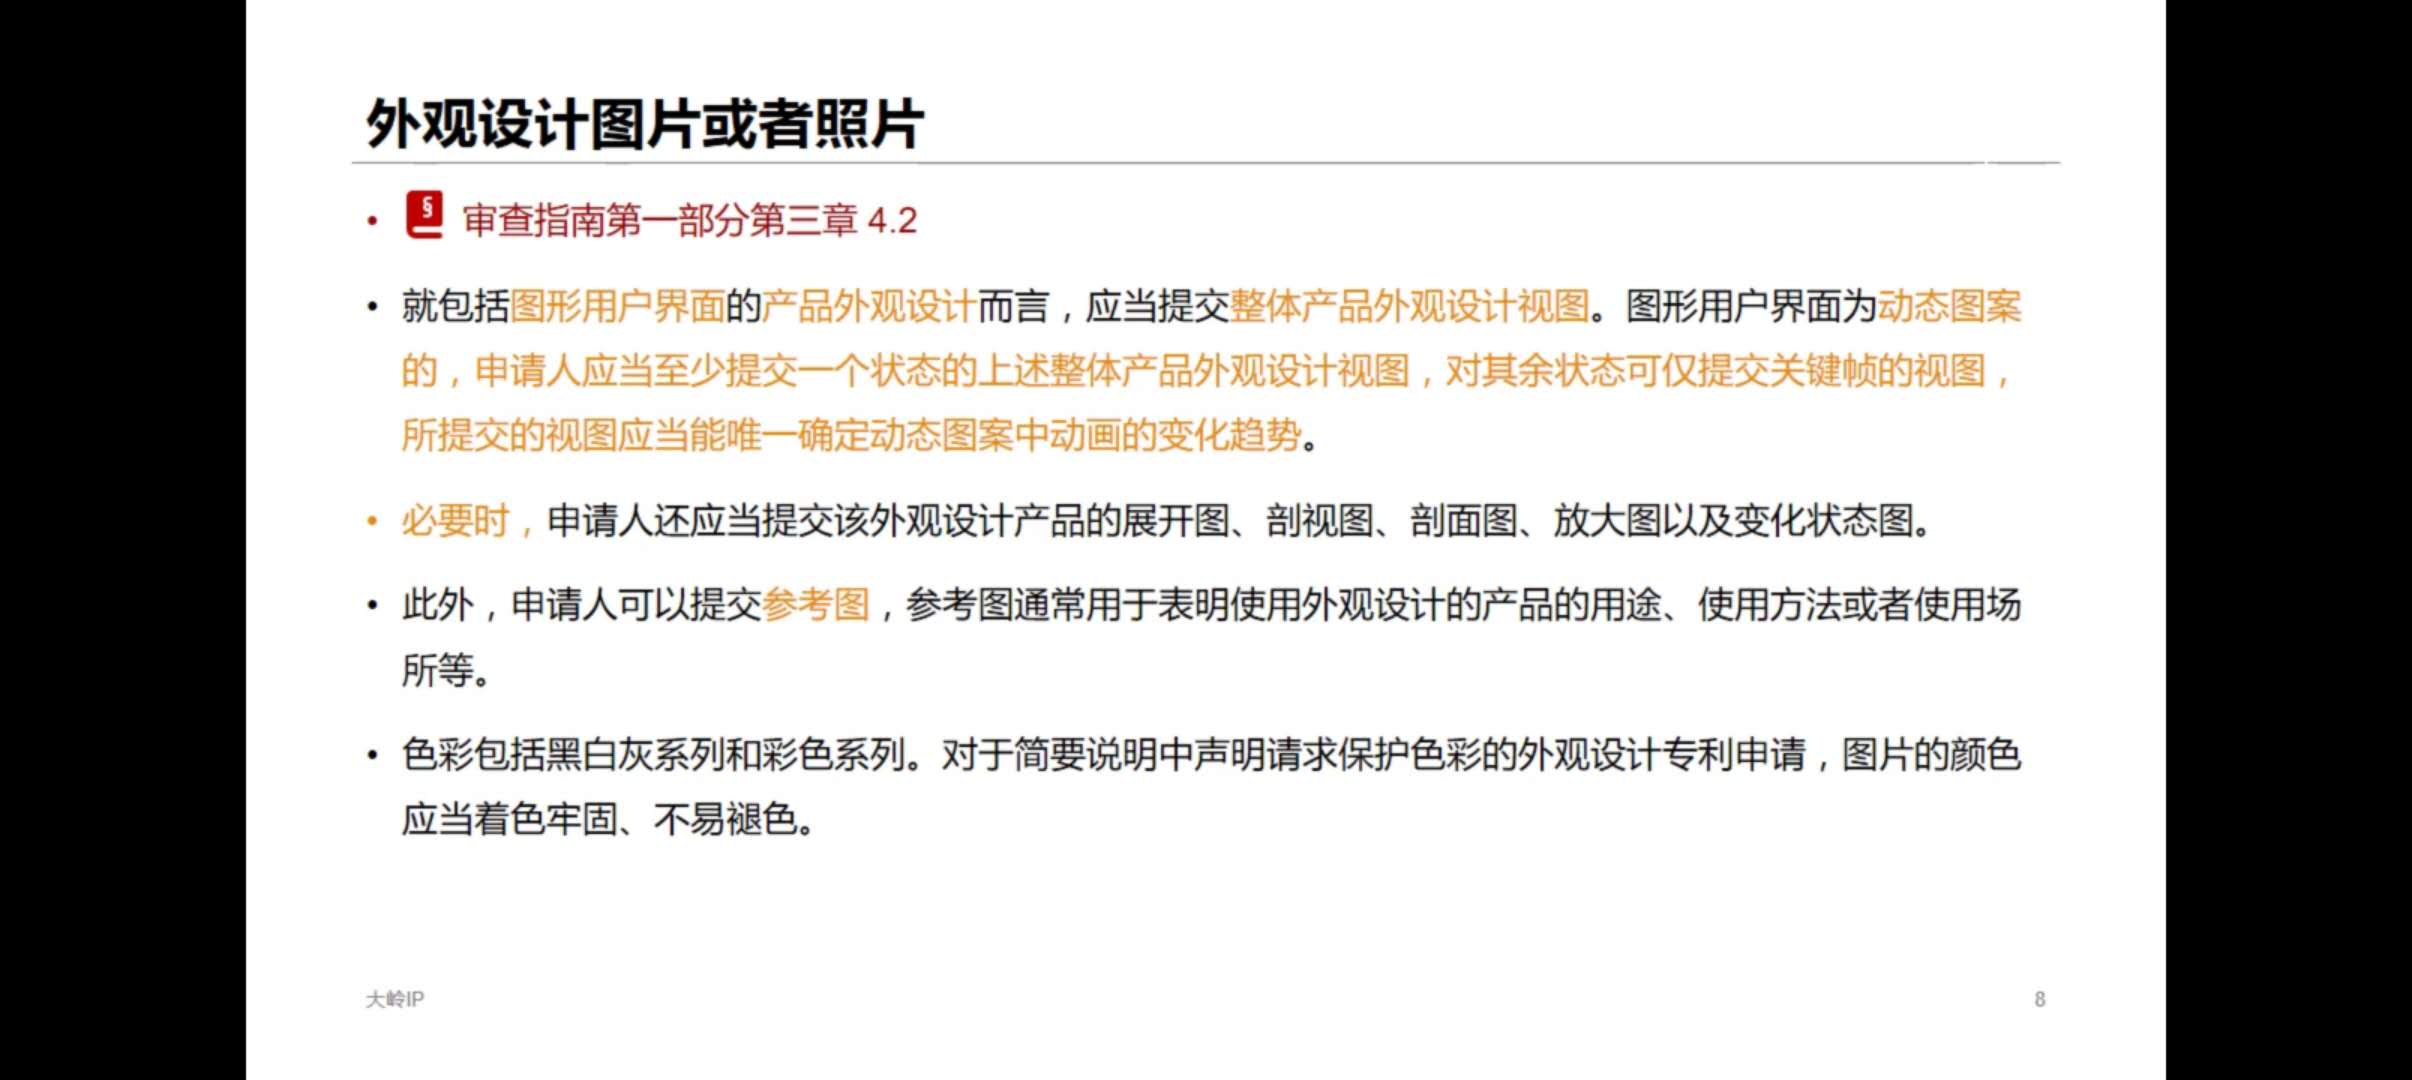 外观设计图片或者照片
• § 审查指南第一部分第三章 4.2
• 就包括图形用户界面的产品外观设计而言，应当提交整体产品外观设计视图。图形用户界面为动态图案
的，申请人应当至少提交一个状态的上述整体产品外观设计视图，对其余状态可仅提交关键帧的视图，
所提交的视图应当能唯一确定动态图案中动画的变化趋势。
• 必要时，申请人还应当提交该外观设计产品的展开图、剖视图、剖面图、放大图以及变化状态图。
• 此外，申请人可以提交参考图，参考图通常用于表明使用外观设计的产品的用途、使用方法或者使用场
所等。
• 色彩包括黑白灰系列和彩色系列。对于简要说明中声明请求保护色彩的外观设计专利申请，图片的颜色
应当着色牢固、不易褪色。
大岭IP
8